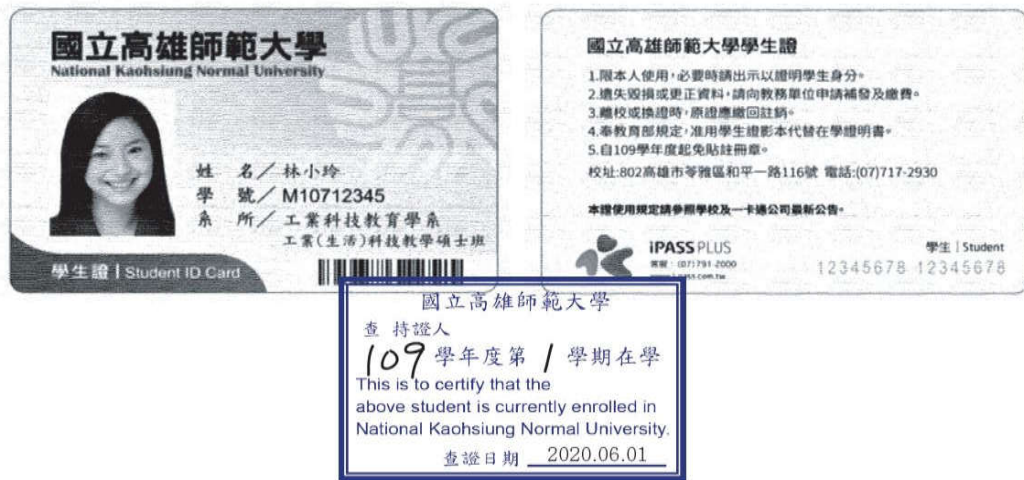 國立高雄師範大學
National Kaohsiung Normal University
姓 名／林小玲
學 號／M10712345
系 所／工業科技教育學系
工業(生活)科技教學碩士班
學生證 | Student ID Card
國立高雄師範大學學生證
1.限本人使用，必要時請出示以證明學生身分。
2.遺失毀損或更正資料，請向教務單位申請補發及繳費。
3.離校或換證時，原證應繳回註銷。
4.奉教育部規定，准用學生證影本代替在學證明書。
5.自109學年度起免貼註冊章。
校址:802高雄市苓雅區和平一路116號 電話:(07)717-2930
本證使用規定請參照學校及一卡通公司最新公告。
iPASS PLUS
客服：(07)791-2000
www.i-pass.com.tw
學生 | Student
12345678 12345678
國立高雄師範大學
查 持證人
109 學年度第 1 學期在學
This is to certify that the
above student is currently enrolled in
National Kaohsiung Normal University.
查證日期 2020.06.01